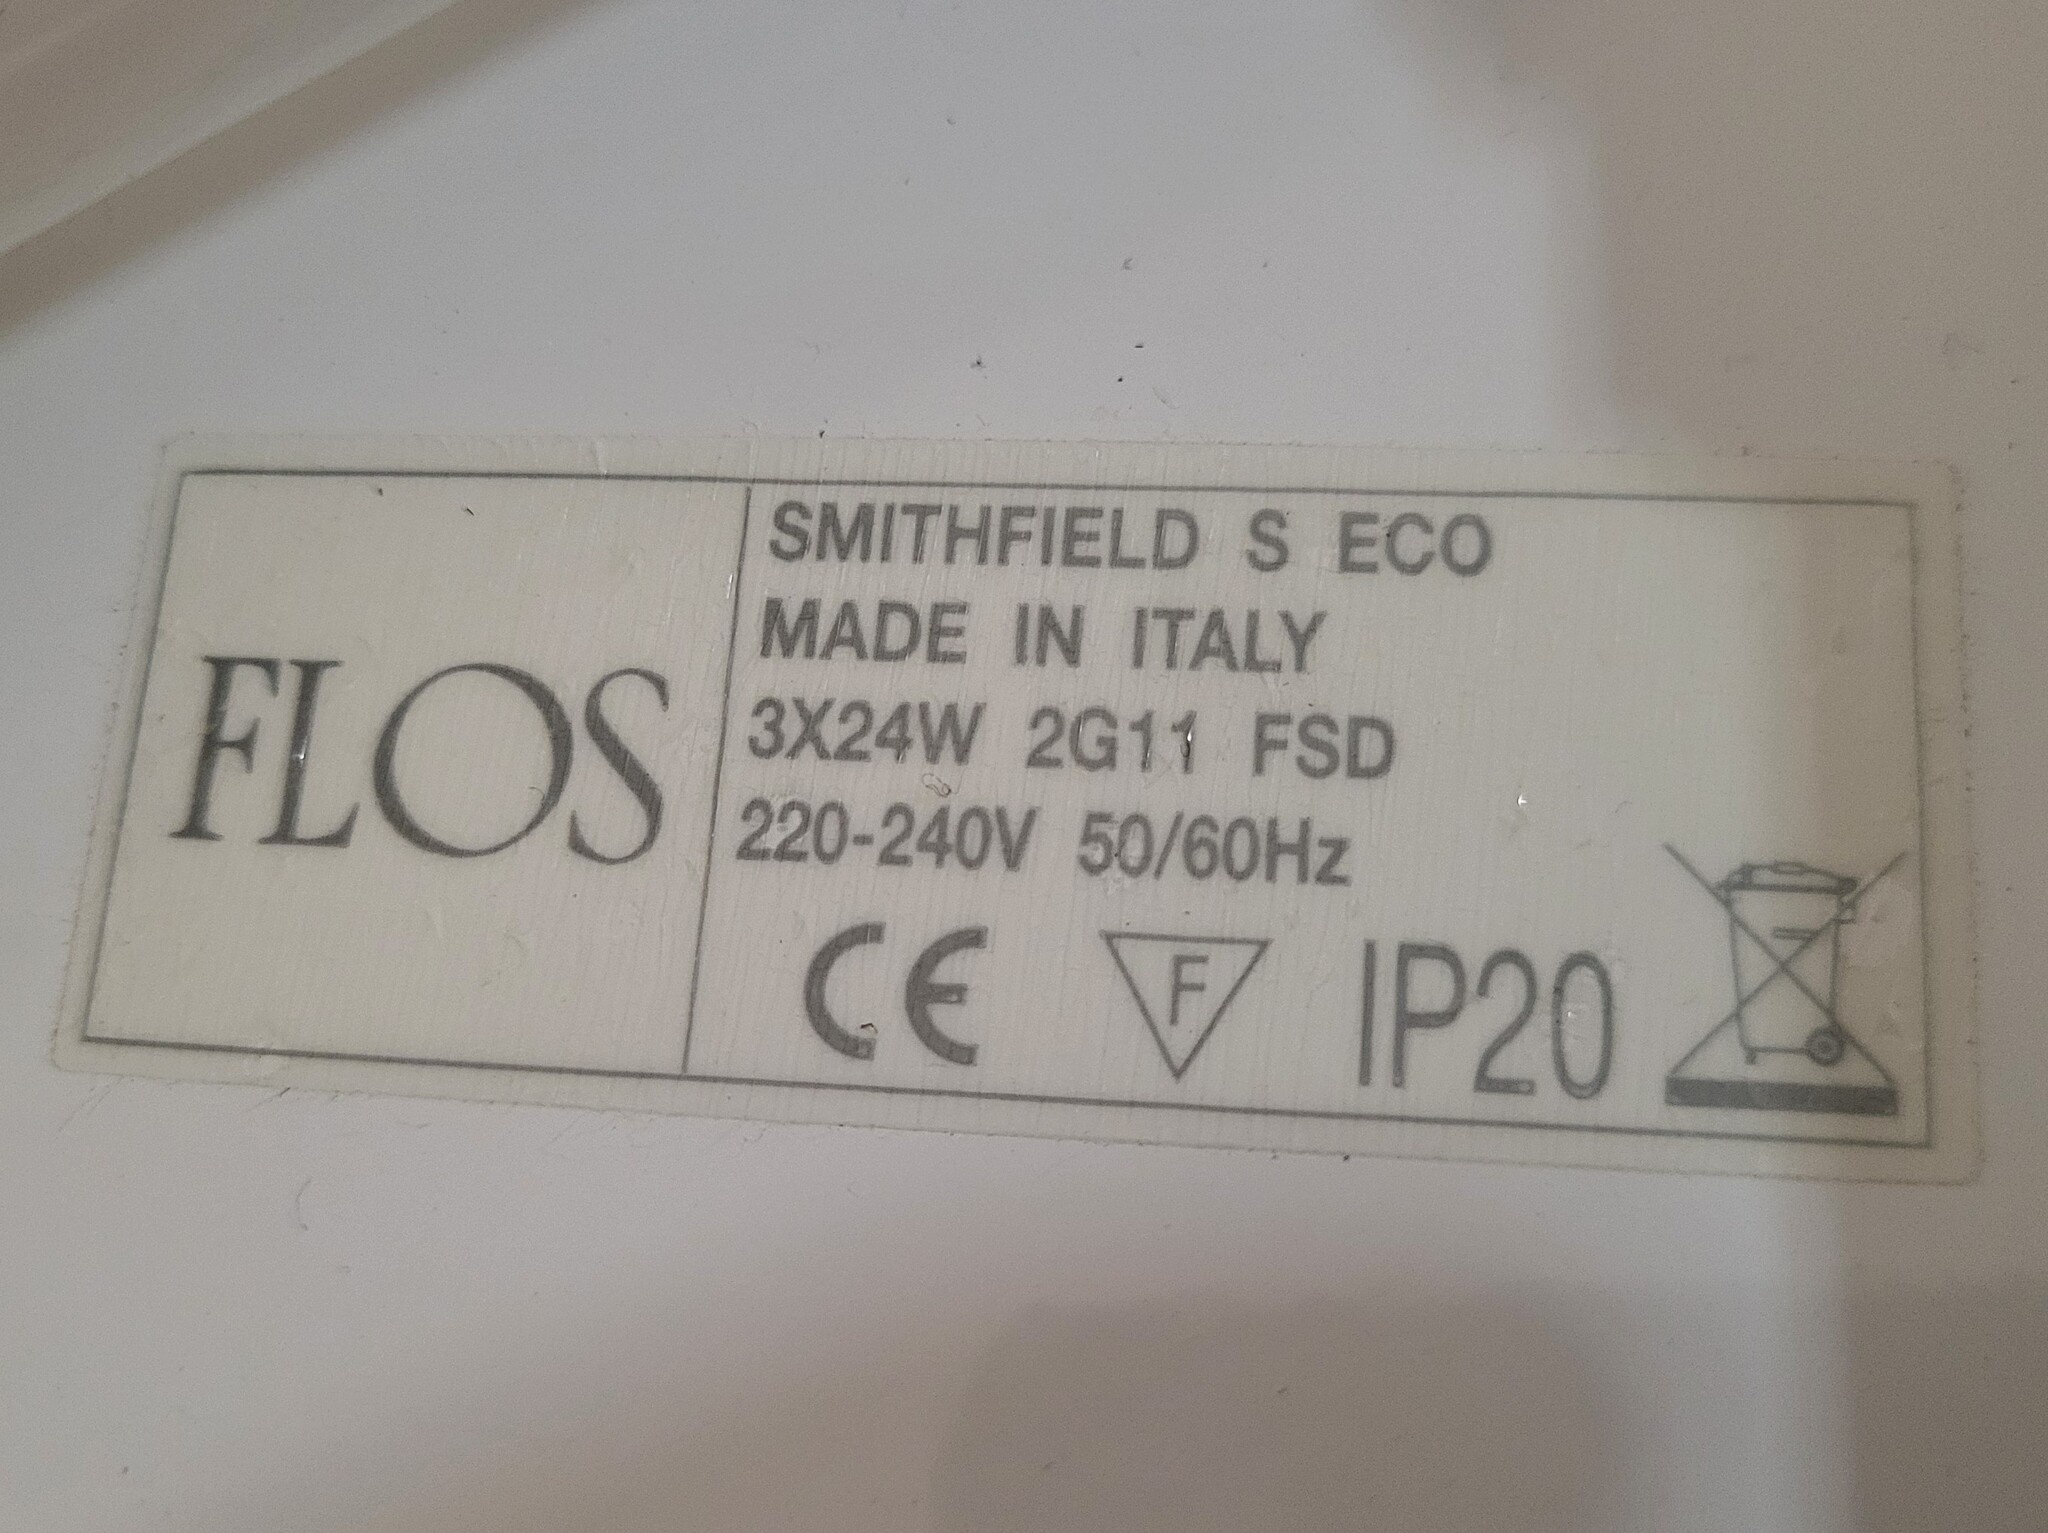 FLOS
SMITHFIELD S ECO
MADE IN ITALY
3X24W 2G11 FSD
220-240V 50/60Hz
CE F IP20